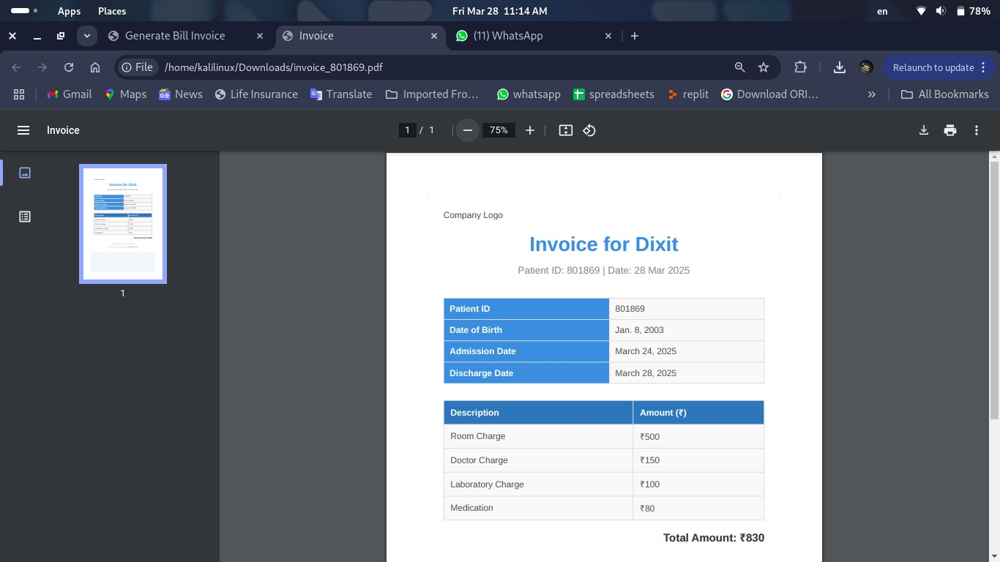 Apps Places Fri Mar 28 11:14 AM en 78%
Generate Bill Invoice Invoice (11) WhatsApp
File /home/kalilinux/Downloads/invoice_801869.pdf Relaunch to update
Gmail Maps News Life Insurance Translate Imported Fro... whatsapp spreadsheets replit Download ORI... » All Bookmarks
Invoice 1 / 1 75%
1
Company Logo
Invoice for Dixit
Patient ID: 801869 | Date: 28 Mar 2025
Patient ID 801869
Date of Birth Jan. 8, 2003
Admission Date March 24, 2025
Discharge Date March 28, 2025
Description Amount (₹)
Room Charge ₹500
Doctor Charge ₹150
Laboratory Charge ₹100
Medication ₹80
Total Amount: ₹830